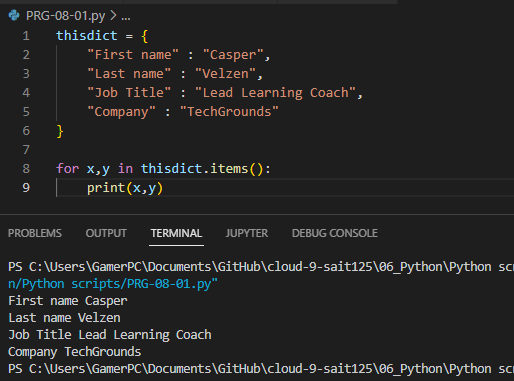 PRG-08-01.py > ...
1 thisdict = {
2     "First name" : "Casper",
3     "Last name" : "Velzen",
4     "Job Title" : "Lead Learning Coach",
5     "Company" : "TechGrounds"
6 }
7
8 for x,y in thisdict.items():
9     print(x,y)
PROBLEMS OUTPUT TERMINAL JUPYTER DEBUG CONSOLE
PS C:\Users\GamerPC\Documents\GitHub\cloud-9-sait125\06_Python\Python scr
n/Python scripts/PRG-08-01.py"
First name Casper
Last name Velzen
Job Title Lead Learning Coach
Company TechGrounds
PS C:\Users\GamerPC\Documents\GitHub\cloud-9-sait125\06_Python\Python scr